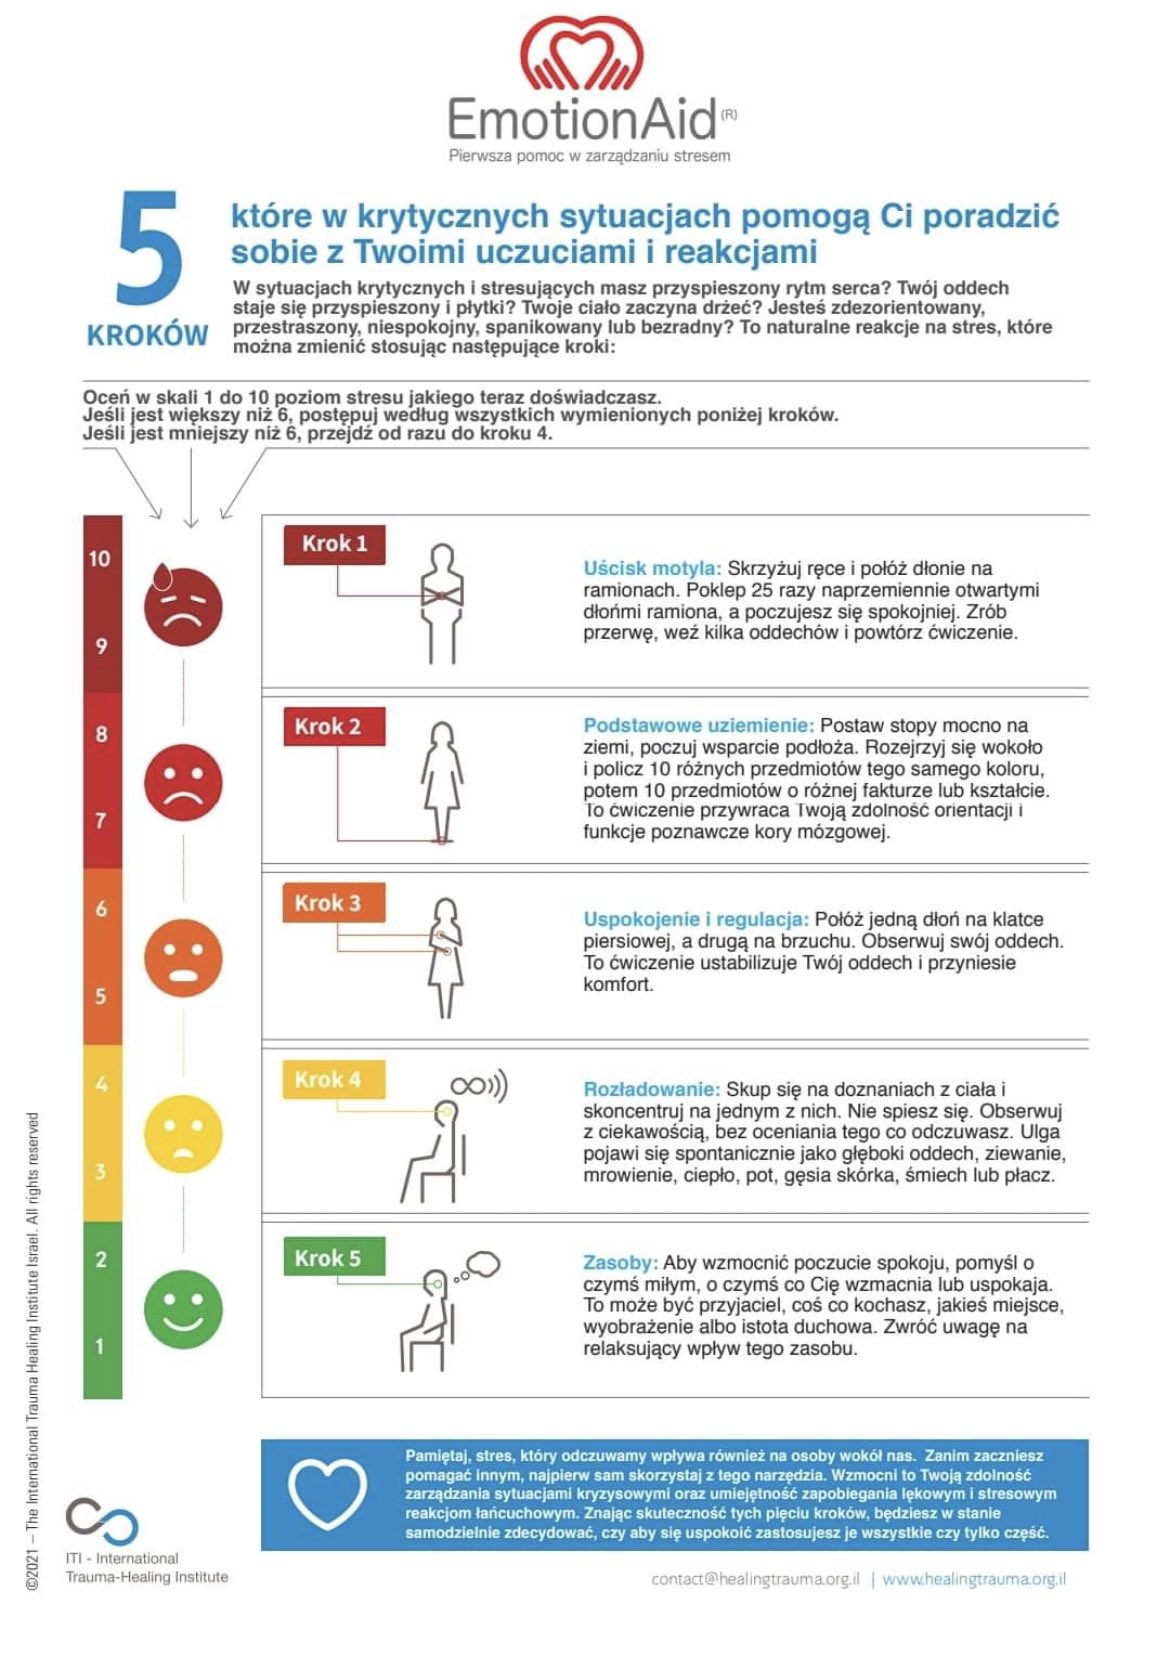 EmotionAid(R)
Pierwsza pomoc w zarządzaniu stresem
5
KROKÓW
które w krytycznych sytuacjach pomogą Ci poradzić
sobie z Twoimi uczuciami i reakcjami
W sytuacjach krytycznych i stresujących masz przyspieszony rytm serca? Twój oddech
staje się przyspieszony i płytki? Twoje ciało zaczyna drżeć? Jesteś zdezorientowany,
przestraszony, niespokojny, spanikowany lub bezradny? To naturalne reakcje na stres, które
można zmienić stosując następujące kroki:
Oceń w skali 1 do 10 poziom stresu jakiego teraz doświadczasz.
Jeśli jest większy niż 6, postępuj według wszystkich wymienionych poniżej kroków.
Jeśli jest mniejszy niż 6, przejdź od razu do kroku 4.
10
9
Krok 1
Uścisk motyla: Skrzyżuj ręce i połóż dłonie na
ramionach. Poklep 25 razy naprzemiennie otwartymi
dłońmi ramiona, a poczujesz się spokojniej. Zrób
przerwę, weź kilka oddechów i powtórz ćwiczenie.
8
7
Krok 2
Podstawowe uziemienie: Postaw stopy mocno na
ziemi, poczuj wsparcie podłoża. Rozejrzyj się wokoło
i policz 10 różnych przedmiotów tego samego koloru,
potem 10 przedmiotów o różnej fakturze lub kształcie.
To ćwiczenie przywraca Twoją zdolność orientacji i
funkcje poznawcze kory mózgowej.
6
5
Krok 3
Uspokojenie i regulacja: Połóż jedną dłoń na klatce
piersiowej, a drugą na brzuchu. Obserwuj swój oddech.
To ćwiczenie ustabilizuje Twój oddech i przyniesie
komfort.
4
3
Krok 4
Rozładowanie: Skup się na doznaniach z ciała i
skoncentruj na jednym z nich. Nie spiesz się. Obserwuj
z ciekawością, bez oceniania tego co odczuwasz. Ulga
pojawi się spontanicznie jako głęboki oddech, ziewanie,
mrowienie, ciepło, pot, gęsia skórka, śmiech lub płacz.
2
1
Krok 5
Zasoby: Aby wzmocnić poczucie spokoju, pomyśl o
czymś miłym, o czymś co Cię wzmacnia lub uspokaja.
To może być przyjaciel, coś co kochasz, jakieś miejsce,
wyobrażenie albo istota duchowa. Zwróć uwagę na
relaksujący wpływ tego zasobu.
Pamiętaj, stres, który odczuwamy wpływa również na osoby wokół nas. Zanim zaczniesz
pomagać innym, najpierw sam skorzystaj z tego narzędzia. Wzmocni to Twoją zdolność
zarządzania sytuacjami kryzysowymi oraz umiejętność zapobiegania lękowym i stresowym
reakcjom łańcuchowym. Znając skuteczność tych pięciu kroków, będziesz w stanie
samodzielnie zdecydować, czy aby się uspokoić zastosujesz je wszystkie czy tylko część.
ITI - International
Trauma-Healing Institute
contact@healingtrauma.org.il | www.healingtrauma.org.il
©2021 – The International Trauma Healing Institute Israel. All rights reserved